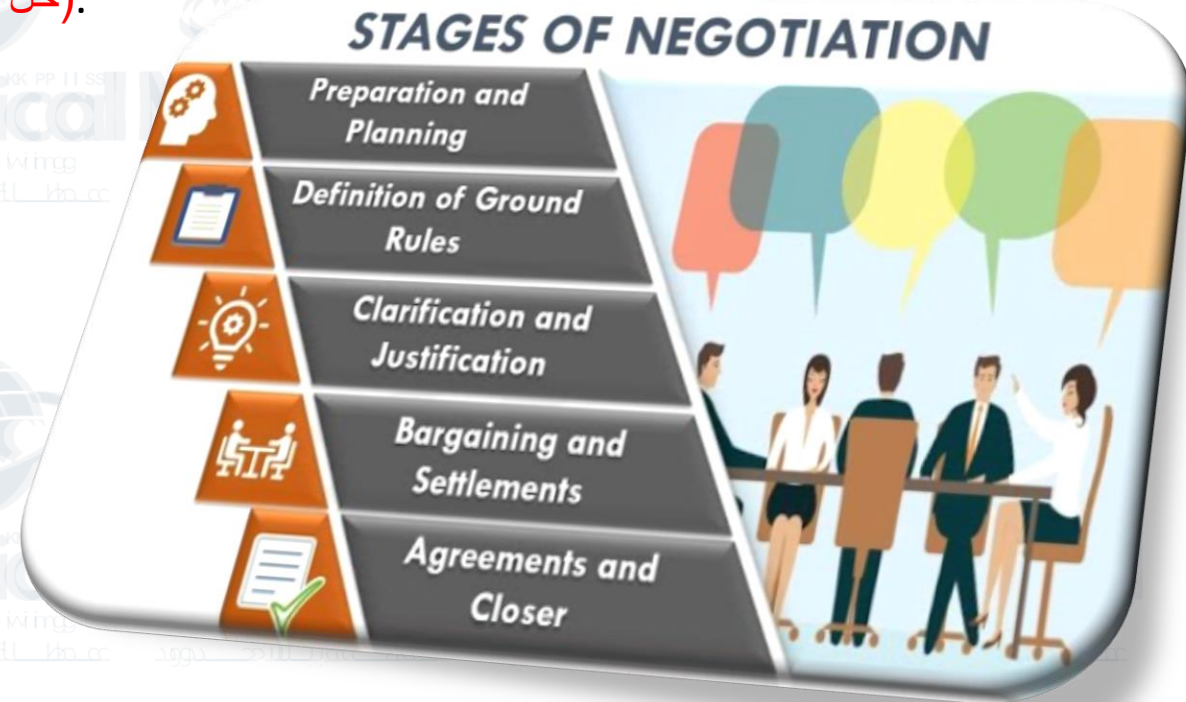 STAGES OF NEGOTIATION
Preparation and
Planning
Definition of Ground
Rules
Clarification and
Justification
Bargaining and
Settlements
Agreements and
Closer